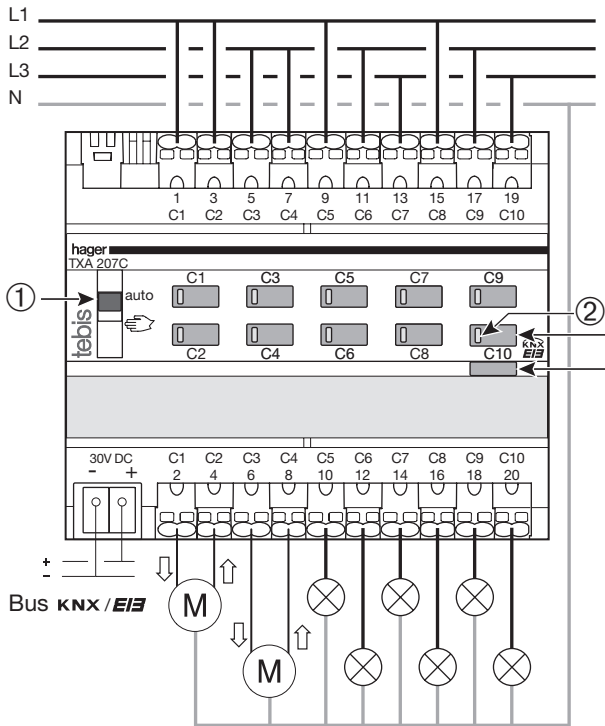 L1
L2
L3
N
1 3 5 7 9 11 13 15 17 19
C1 C2 C3 C4 C5 C6 C7 C8 C9 C10
hager
TXA 207C
① auto
C1 C3 C5 C7 C9
②
tebis
C2 C4 C6 C8 C10
KNX
EIB
30V DC
- +
C1 C2 C3 C4 C5 C6 C7 C8 C9 C10
2 4 6 8 10 12 14 16 18 20
+
-
Bus KNX / EIB
M
M